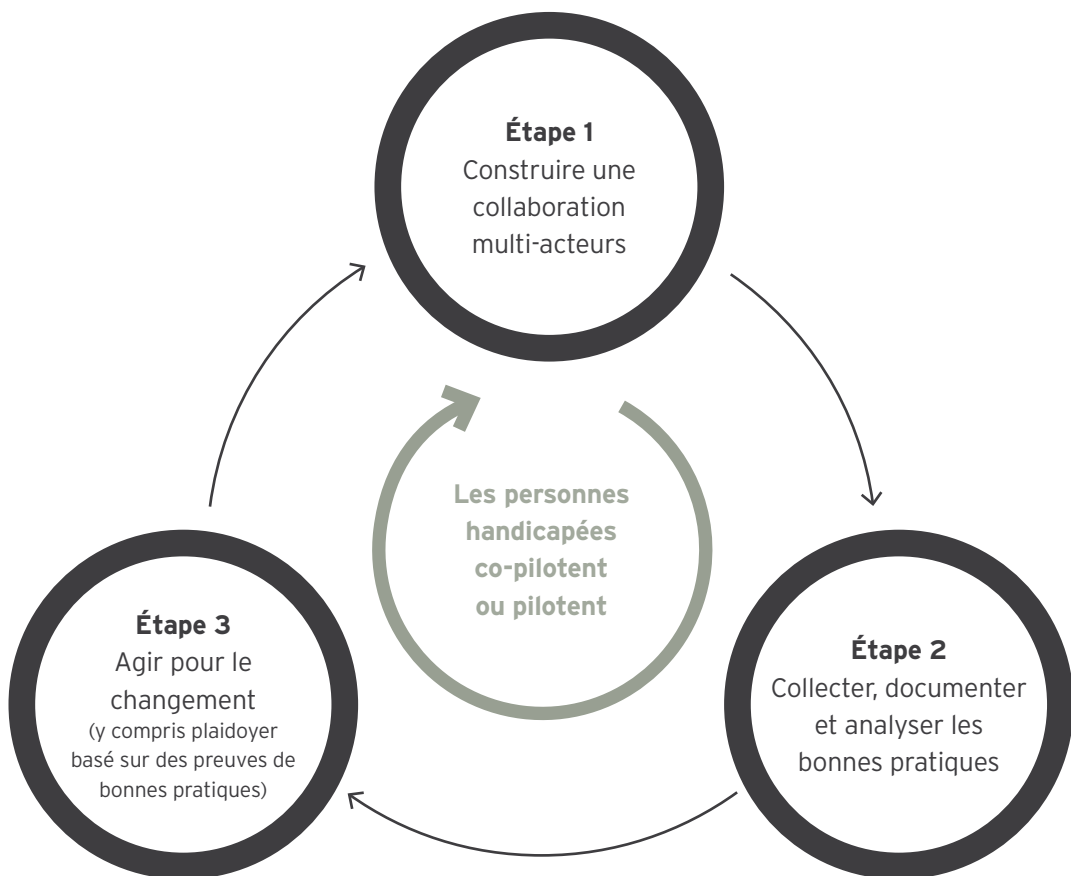 Étape 1
Construire une
collaboration
multi-acteurs
Les personnes
handicapées
co-pilotent
ou pilotent
Étape 2
Collecter, documenter
et analyser les
bonnes pratiques
Étape 3
Agir pour le
changement
(y compris plaidoyer
basé sur des preuves de
bonnes pratiques)